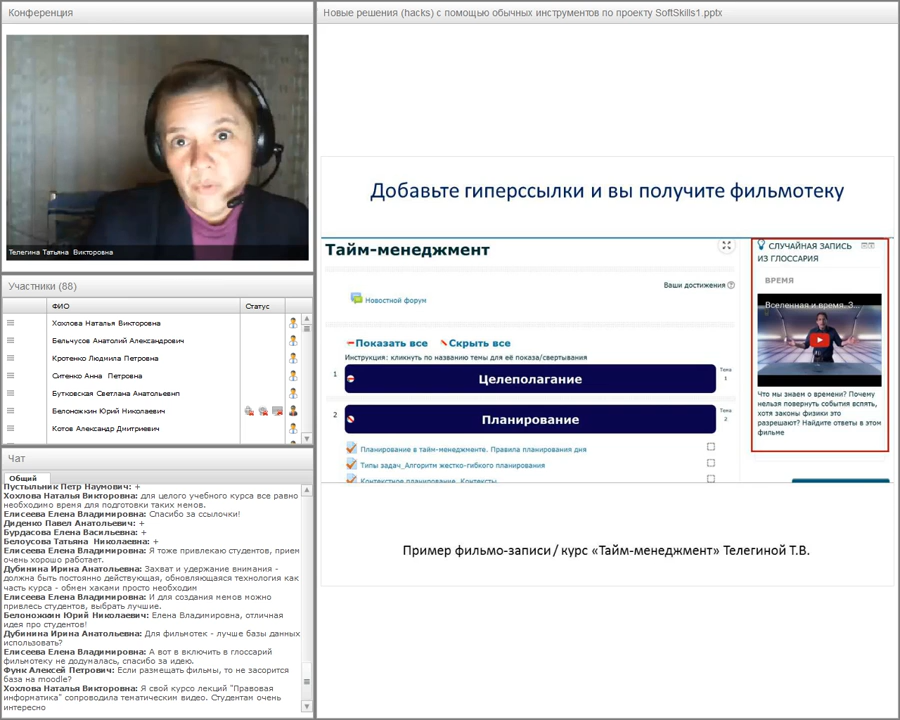 Конференция
Телегина Татьяна Викторовна
Участники (88)
ФИО
Статус
Хохлова Наталья Викторовна
Бельчусов Анатолий Александрович
Кротенко Людмила Петровна
Ситенко Анна Петровна
Бутковская Светлана Анатольевнп
Белоножкин Юрий Николаевич
Котов Александр Дмитриевич
Чат
Общий
Пустыльник Петр Наумович: +
Хохлова Наталья Викторовна: для целого учебного курса все равно
необходимо время для подготовки таких мемов.
Елисеева Елена Владимировна: Спасибо за ссылочки!
Диденко Павел Анатольевич: +
Бурдасова Елена Васильевна: +
Белоусова Татьяна Николаевна: +
Елисеева Елена Владимировна: Я тоже привлекаю студентов, прием
очень хорошо работает.
Дубинина Ирина Анатольевна: Захват и удержание внимания -
должна быть постоянно действующая, обновляющаяся технология как
часть курса - обмен хаками просто необходим
Елисеева Елена Владимировна: И для создания мемов можно
привлесь студентов, выбрать лучшие.
Белоножкин Юрий Николаевич: Елена Владимировна, отличная
идея про студентов!
Дубинина Ирина Анатольевна: Для фильмотек - лучше базы данных
использовать?
Елисеева Елена Владимировна: А вот в включить в глоссарий
фильмотеку не додумалась, спасибо за идею.
Функ Алексей Петрович: Если размещать фильмы, то не засорится
база на moodle?
Хохлова Наталья Викторовна: Я свой курсо лекций "Правовая
информатика" сопроводила тематическим видео. Студентам очень
интересно
Новые решения (hacks) с помощью обычных инструментов по проекту SoftSkills1.pptx
Добавьте гиперссылки и вы получите фильмотеку
Тайм-менеджмент
Ваши достижения
Новостной форум
Показать все
Скрыть все
Инструкция: кликнуть по названию темы для её показа/свертывания
1
Целеполагание
Тема
1
2
Планирование
Тема
2
Планирование в тайм-менеджменте. Правила планирования дня
Типы задач_Алгоритм жестко-гибкого планирования
Контекстное планирование. Контексты
СЛУЧАЙНАЯ ЗАПИСЬ
ИЗ ГЛОССАРИЯ
ВРЕМЯ
Вселенная и время, З...
Что мы знаем о времени? Почему
нельзя повернуть события вспять,
хотя законы физики это
разрешают? Найдите ответы в этом
фильме
Пример фильмо-записи / курс «Тайм-менеджмент» Телегиной Т.В.